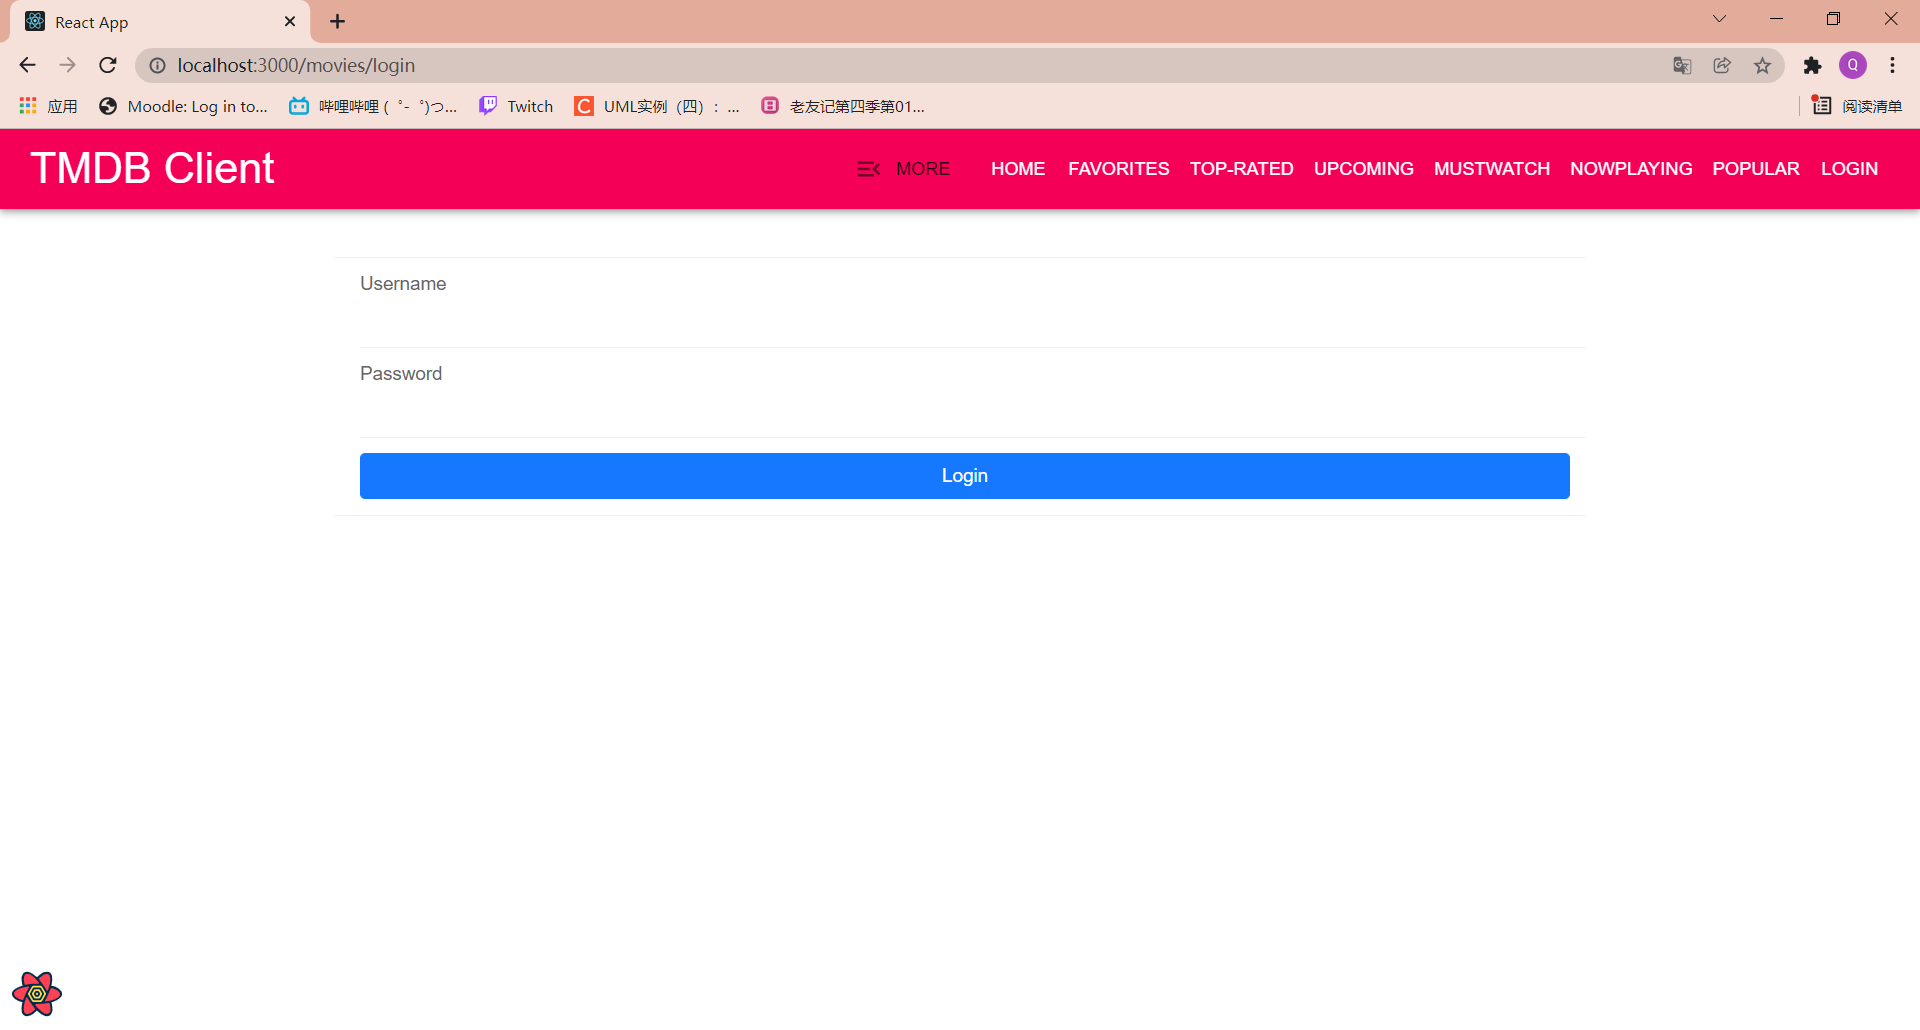 React App
localhost:3000/movies/login
应用 Moodle: Log in to... 哔哩哔哩 ( ゜- ゜)つ... Twitch UML实例（四）：... 老友记第四季第01... 阅读清单
TMDB Client MORE HOME FAVORITES TOP-RATED UPCOMING MUSTWATCH NOWPLAYING POPULAR LOGIN
Username
Password
Login